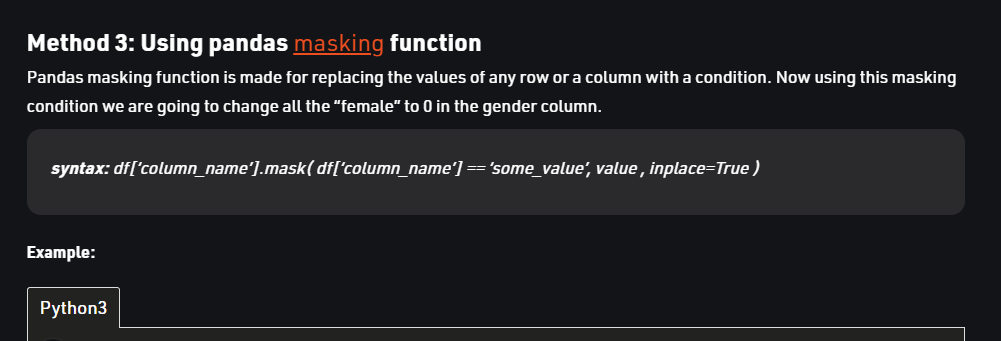 Method 3: Using pandas masking function
Pandas masking function is made for replacing the values of any row or a column with a condition. Now using this masking
condition we are going to change all the “female” to 0 in the gender column.
syntax: df[‘column_name’].mask( df[‘column_name’] == ‘some_value’, value , inplace=True )
Example:
Python3